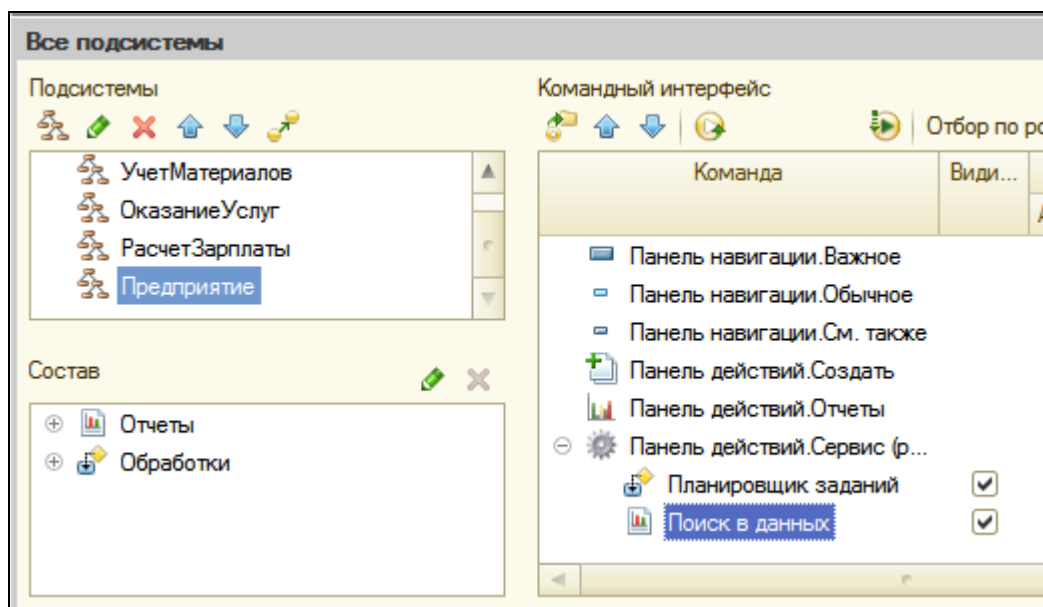 Все подсистемы
Подсистемы
УчетМатериалов
ОказаниеУслуг
РасчетЗарплаты
Предприятие
Состав
Отчеты
Обработки
Командный интерфейс
Отбор по ро
Команда Види...
Панель навигации.Важное
Панель навигации.Обычное
Панель навигации.См. также
Панель действий.Создать
Панель действий.Отчеты
Панель действий.Сервис (р...
Планировщик заданий
Поиск в данных